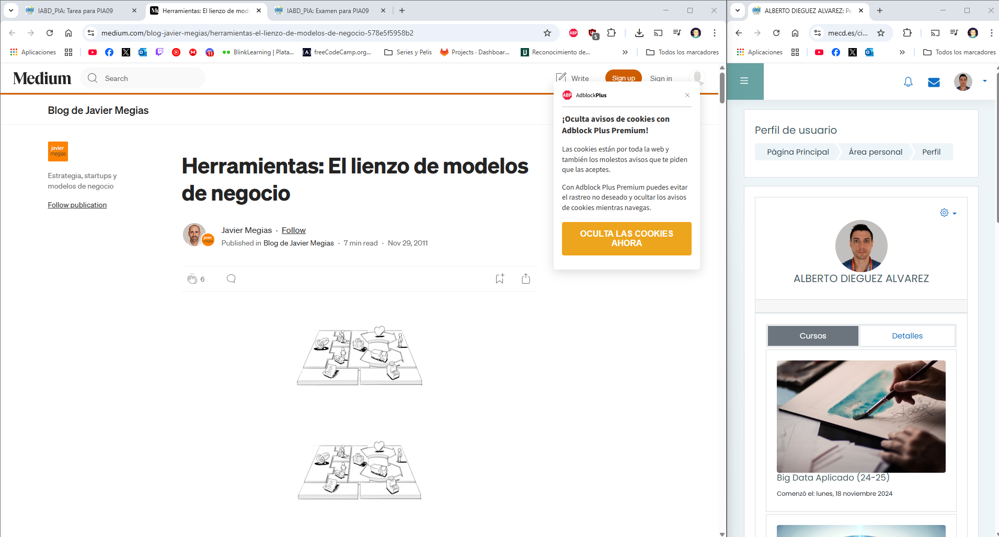 IABD_PIA: Tarea para PIA09
Herramientas: El lienzo de mod
IABD_PIA: Examen para PIA09
medium.com/blog-javier-megias/herramientas-el-lienzo-de-modelos-de-negocio-578e5f5958b2
ABP
5
Aplicaciones
11
BlinkLearning | Plata...
freeCodeCamp.org...
Series y Pelis
Projects · Dashboar...
Reconocimiento de...
Todos los marcadores
Medium
Search
Write
Sign up
Sign in
Blog de Javier Megias
javier
megias
Estrategia, startups y
modelos de negocio
Follow publication
Herramientas: El lienzo de modelos
de negocio
Javier Megias · Follow
Published in Blog de Javier Megias · 7 min read · Nov 29, 2011
6
ABP AdblockPlus
¡Oculta avisos de cookies con
Adblock Plus Premium!
Las cookies están por toda la web y
también los molestos avisos que te piden
que las aceptes.
Con Adblock Plus Premium puedes evitar
el rastreo no deseado y ocultar los avisos
de cookies mientras navegas.
OCULTA LAS COOKIES
AHORA
ALBERTO DIEGUEZ ALVAREZ: Pe
mecd.es/ci...
Aplicaciones
Todos los marcadores
Perfil de usuario
Página Principal
Área personal
Perfil
ALBERTO DIEGUEZ ALVAREZ
Cursos
Detalles
Big Data Aplicado (24-25)
Comenzó el: lunes, 18 noviembre 2024